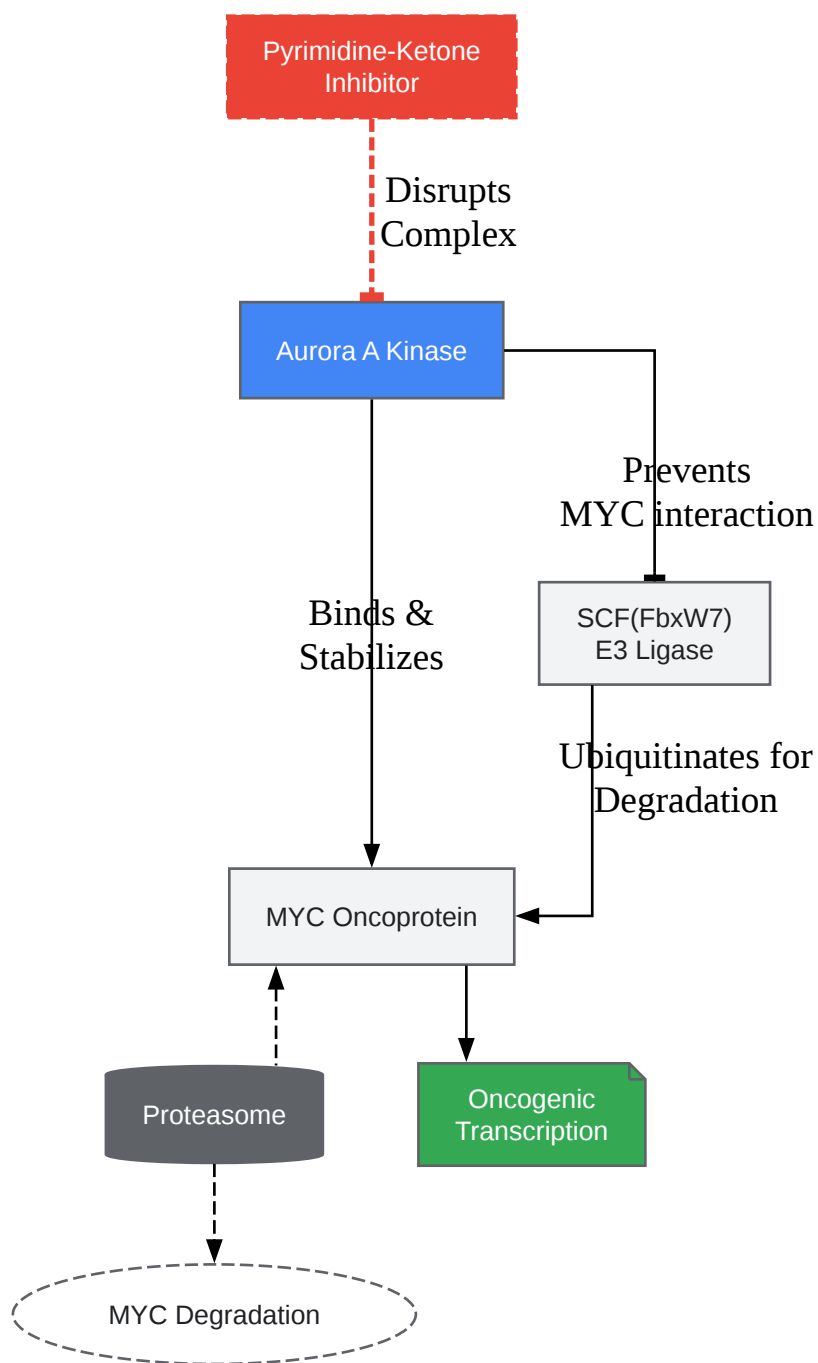 Pyrimidine-Ketone
Inhibitor
Disrupts
Complex
Aurora A Kinase
Prevents
MYC interaction
Binds &
Stabilizes
SCF(FbxW7)
E3 Ligase
Ubiquitinates for
Degradation
MYC Oncoprotein
Proteasome
Oncogenic
Transcription
MYC Degradation